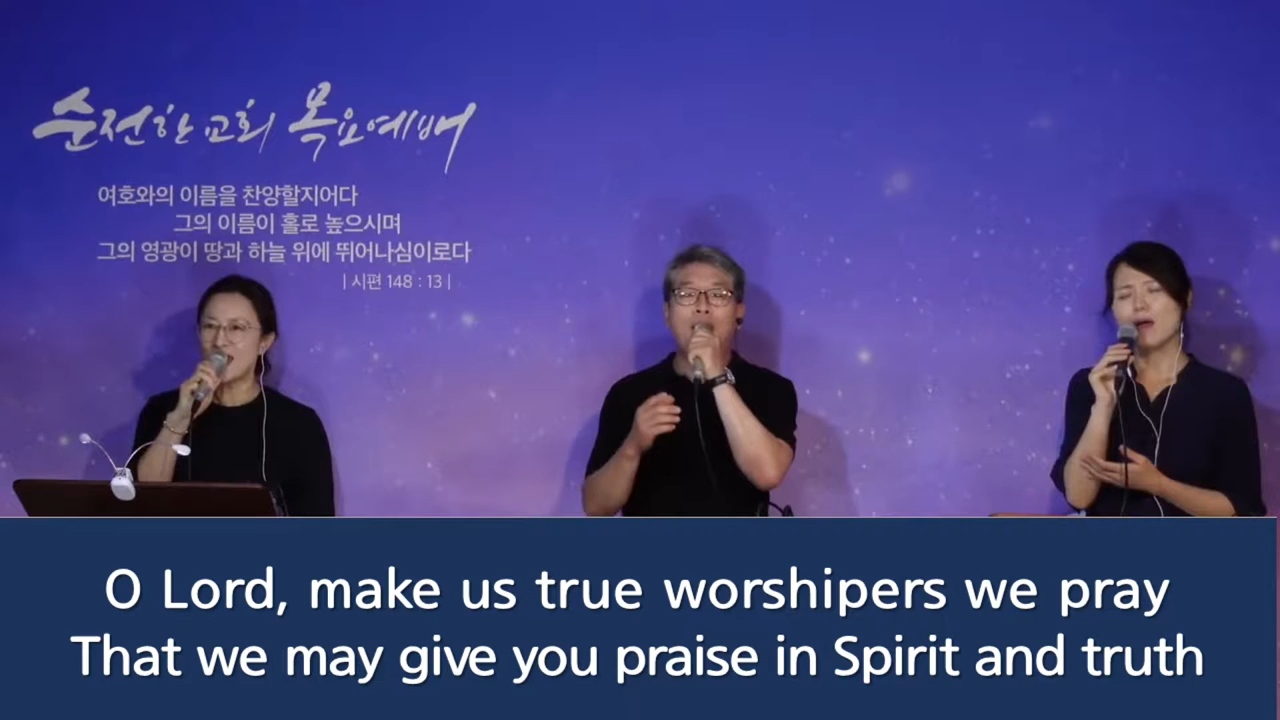 순전한 교회 목요예배
여호와의 이름을 찬양할지어다
그의 이름이 홀로 높으시며
그의 영광이 땅과 하늘 위에 뛰어나심이로다
| 시편 148 : 13 |
O Lord, make us true worshipers we pray
That we may give you praise in Spirit and truth